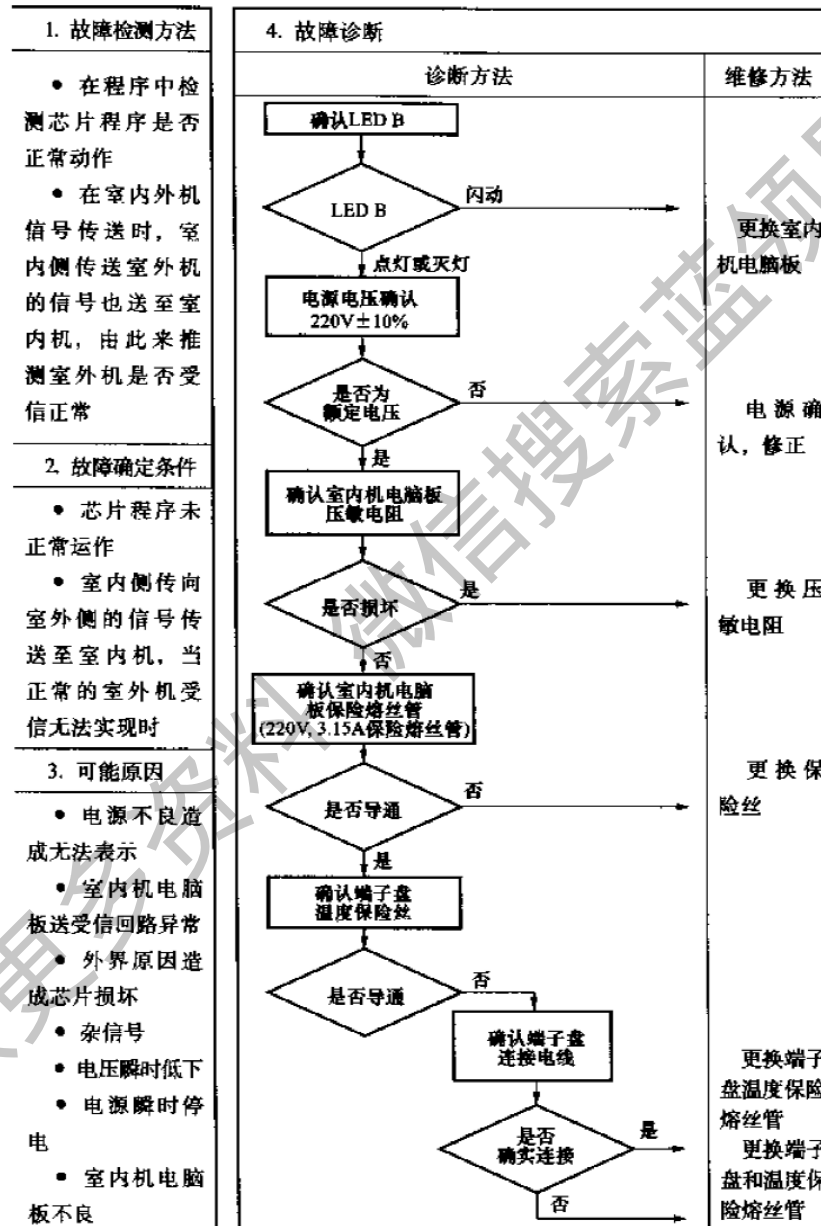 1. 故障检测方法
• 在程序中检
测芯片程序是否
正常动作
• 在室内外机
信号传送时，室
内侧传送室外机
的信号也送至室
内机，由此来推
测室外机是否受
信正常
2. 故障确定条件
• 芯片程序未
正常运作
• 室内侧传向
室外侧的信号传
送至室内机，当
正常的室外机受
信无法实现时
3. 可能原因
• 电源不良造
成无法表示
• 室内机电脑
板送受信回路异常
• 外界原因造
成芯片损坏
• 杂信号
• 电压瞬时低下
• 电源瞬时停
电
• 室内机电脑
板不良
4. 故障诊断
诊断方法
维修方法
确认LED B
LED B
闪动
更换室内
机电脑板
点灯或灭灯
电源电压确认
220V±10%
是否为
额定电压
否
电源确
认，修正
是
确认室内机电脑板
压敏电阻
是否损坏
是
更换压
敏电阻
否
确认室内机电脑
板保险熔丝管
(220V, 3.15A保险熔丝管)
是否导通
否
更换保
险丝
是
确认端子盘
温度保险丝
是否导通
否
确认端子盘
连接电线
是否
确实连接
是
更换端子
盘温度保险
熔丝管
否
更换端子
盘和温度保
险熔丝管
更多资料 微信搜索蓝领